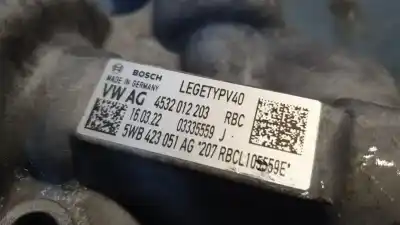 BOSCH LEGETYPV40
MADE IN GERMANY
VW AG 4532 012 203 RBC
16.03.22 03335559 J -
5WB 423 051 AG *207 RBCL105559E*